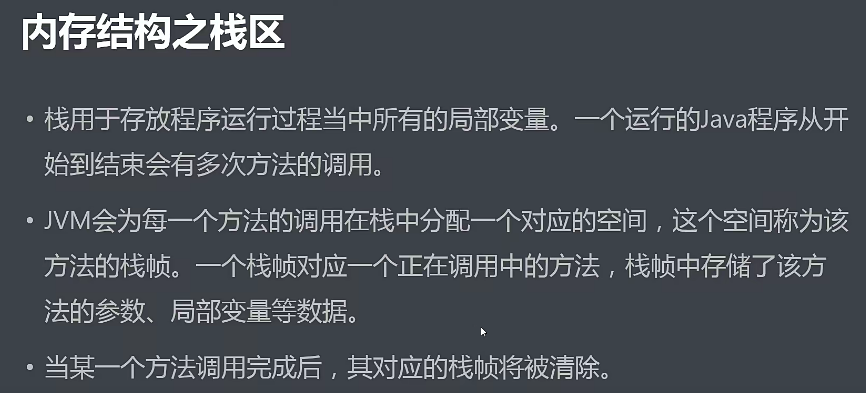 内存结构之栈区
• 栈用于存放程序运行过程当中所有的局部变量。一个运行的Java程序从开
始到结束会有多次方法的调用。
• JVM会为每一个方法的调用在栈中分配一个对应的空间，这个空间称为该
方法的栈帧。一个栈帧对应一个正在调用中的方法，栈帧中存储了该方
法的参数、局部变量等数据。
• 当某一个方法调用完成后，其对应的栈帧将被清除。